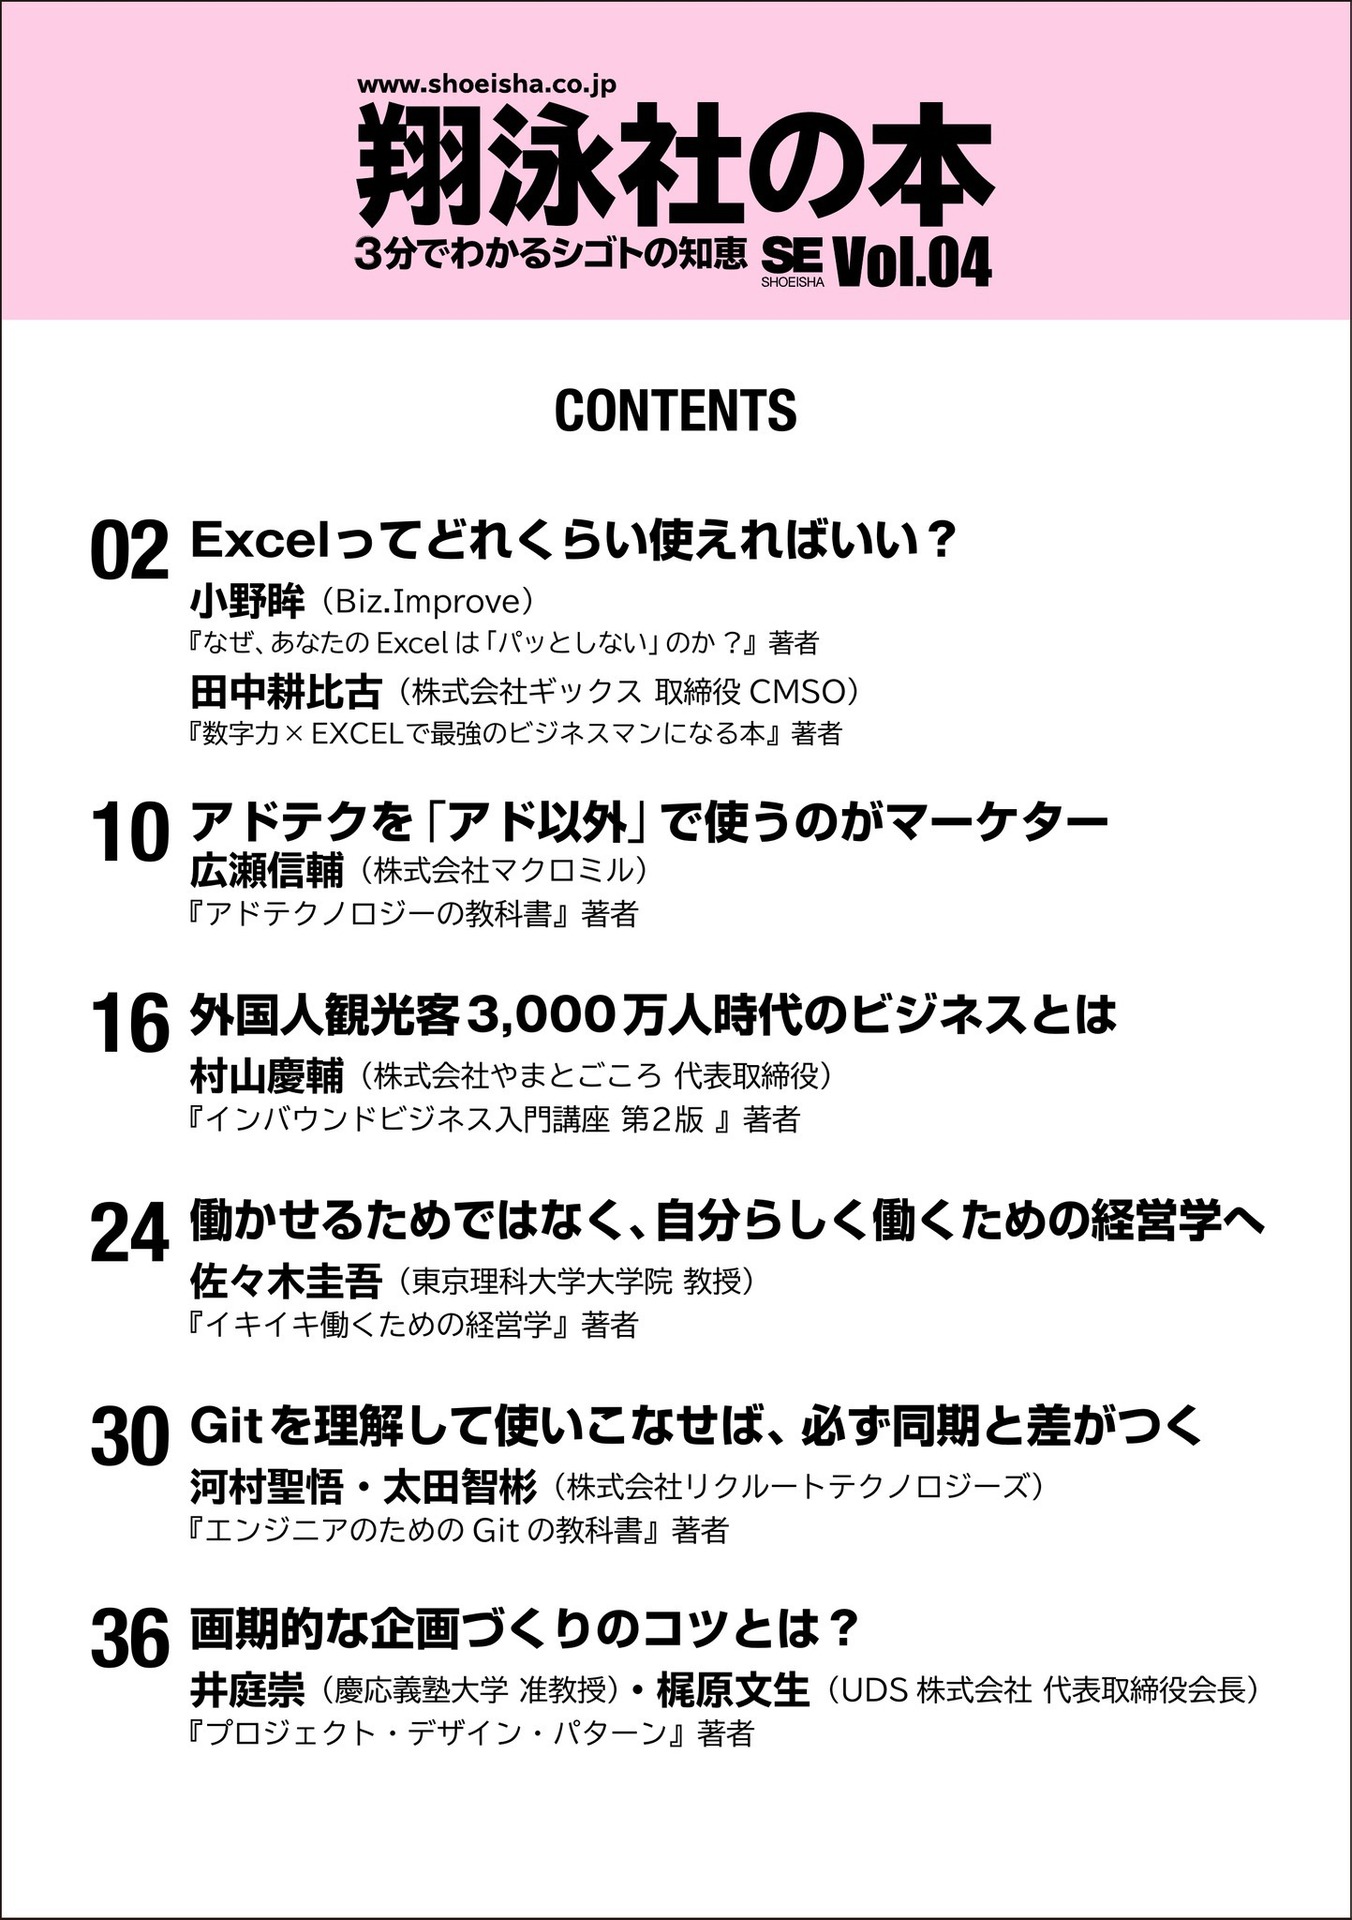 www.shoeisha.co.jp
翔泳社の本
3分でわかるシゴトの知恵 SE SHOEISHA Vol.04
CONTENTS
02 Excelってどれくらい使えればいい？
小野眸（Biz.Improve）
『なぜ、あなたのExcelは「パッとしない」のか？』著者
田中耕比古（株式会社ギックス 取締役 CMSO）
『数字力×EXCELで最強のビジネスマンになる本』著者
10 アドテクを「アド以外」で使うのがマーケター
広瀬信輔（株式会社マクロミル）
『アドテクノロジーの教科書』著者
16 外国人観光客3,000万人時代のビジネスとは
村山慶輔（株式会社やまとごころ 代表取締役）
『インバウンドビジネス入門講座 第2版 』著者
24 働かせるためではなく、自分らしく働くための経営学へ
佐々木圭吾（東京理科大学大学院 教授）
『イキイキ働くための経営学』著者
30 Gitを理解して使いこなせば、必ず同期と差がつく
河村聖悟・太田智彬（株式会社リクルートテクノロジーズ）
『エンジニアのためのGitの教科書』著者
36 画期的な企画づくりのコツとは？
井庭崇（慶応義塾大学 准教授）・梶原文生（UDS 株式会社 代表取締役会長）
『プロジェクト・デザイン・パターン』著者